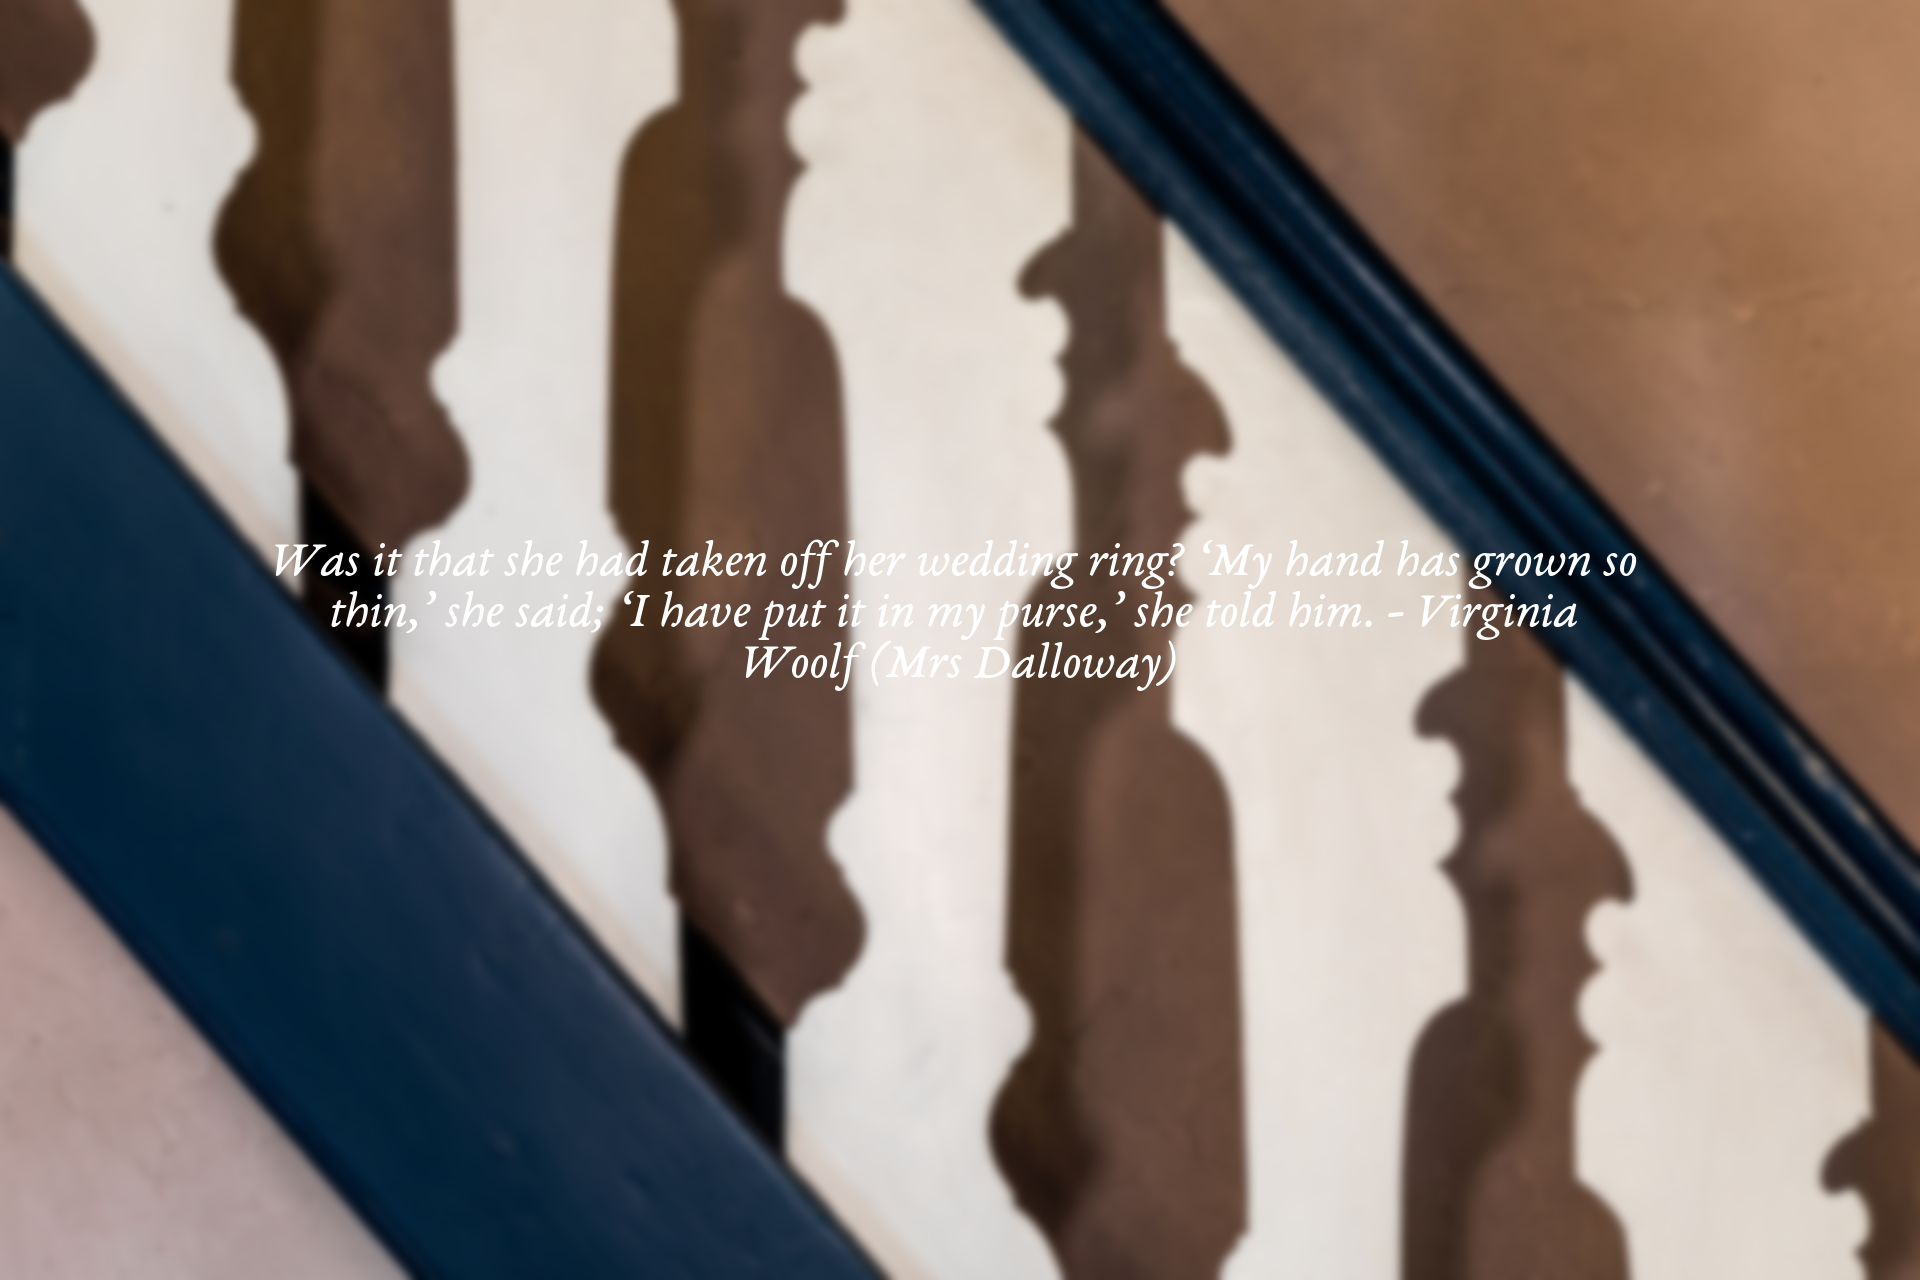 Was it that she had taken off her wedding ring? ‘My hand has grown so
thin,’ she said; ‘I have put it in my purse,’ she told him. - Virginia
Woolf (Mrs Dalloway)